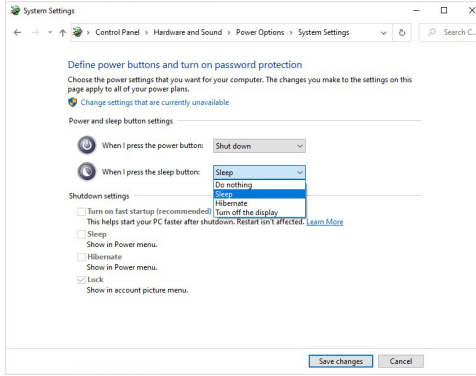 System Settings
Control Panel > Hardware and Sound > Power Options > System Settings
Search C...
Define power buttons and turn on password protection
Choose the power settings that you want for your computer. The changes you make to the settings on this
page apply to all of your power plans.
Change settings that are currently unavailable
Power and sleep button settings
When I press the power button: Shut down
When I press the sleep button: Sleep
Do nothing
Sleep
Hibernate
Turn off the display
Shutdown settings
Turn on fast startup (recommended)
This helps start your PC faster after shutdown. Restart isn't affected. Learn More
Sleep
Show in Power menu.
Hibernate
Show in Power menu.
Lock
Show in account picture menu.
Save changes Cancel